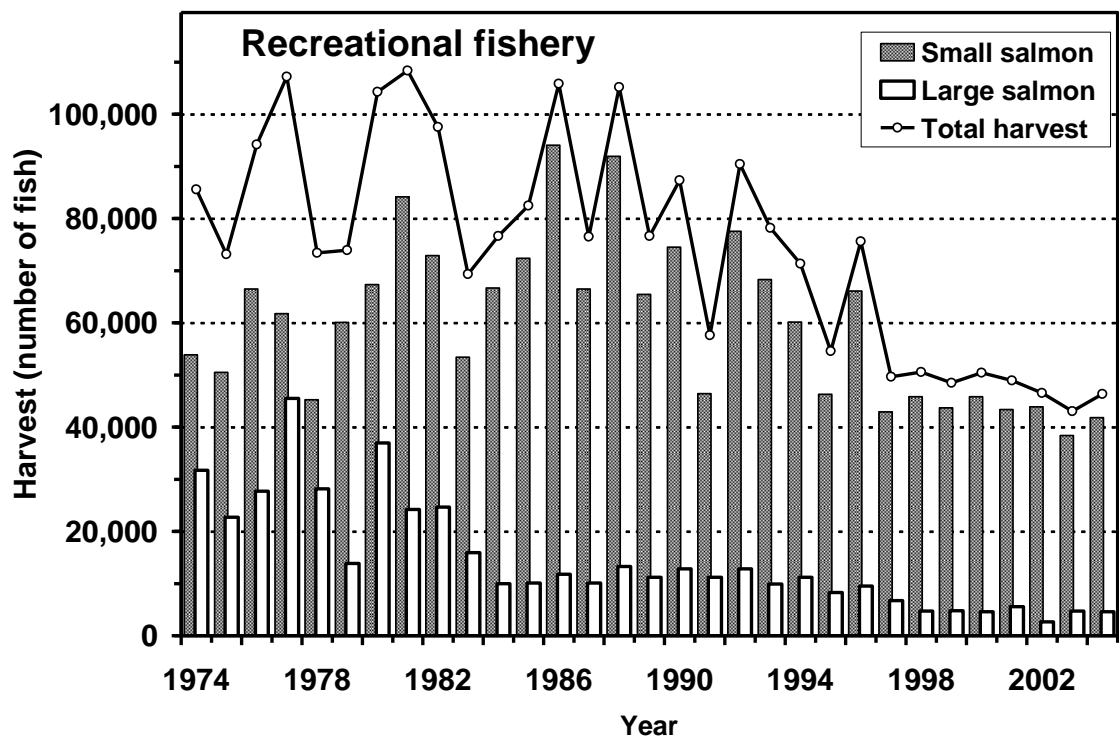 Recreational fishery
Small salmon
Large salmon
Total harvest
Harvest (number of fish)
100,000
80,000
60,000
40,000
20,000
0
1974 1978 1982 1986 1990 1994 1998 2002
Year